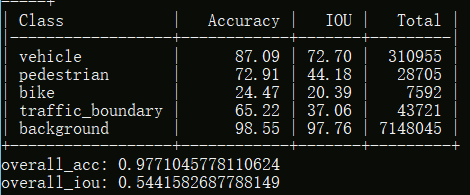 -----+
| Class | Accuracy | IOU | Total |
|------------------+----------+-------+---------|
| vehicle | 87.09 | 72.70 | 310955 |
| pedestrian | 72.91 | 44.18 | 28705 |
| bike | 24.47 | 20.39 | 7592 |
| traffic_boundary | 65.22 | 37.06 | 43721 |
| background | 98.55 | 97.76 | 7148045 |
+------------------+----------+-------+---------+
overall_acc: 0.9771045778110624
overall_iou: 0.5441582687788149